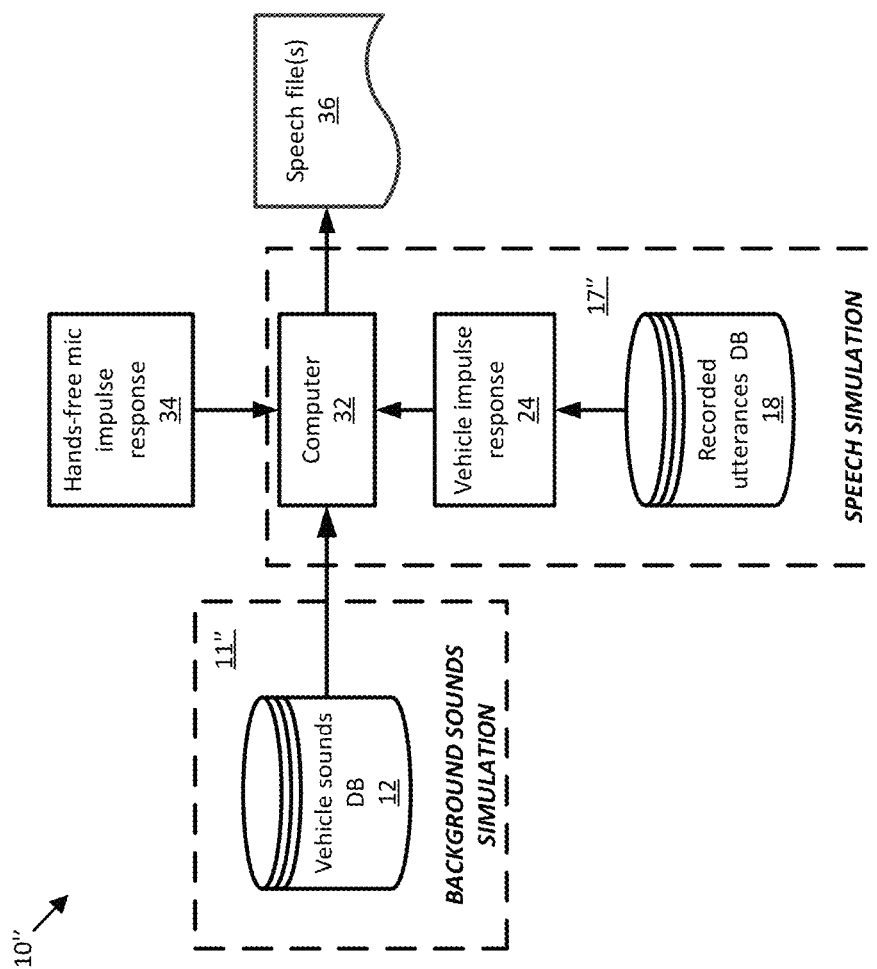 10''
11''
Vehicle sounds
DB
12
BACKGROUND SOUNDS
SIMULATION
Hands-free mic
impulse
response
34
Computer
32
Vehicle impulse
response
24
17''
Recorded
utterances DB
18
SPEECH SIMULATION
Speech file(s)
36